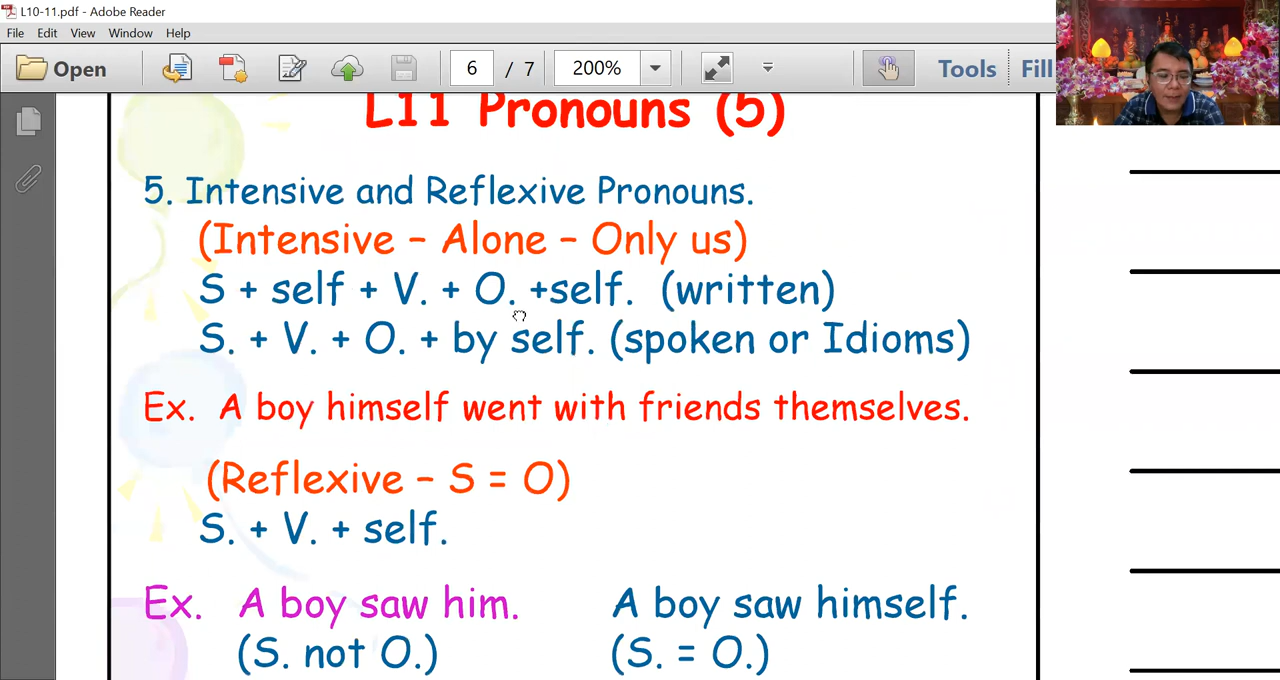 L10-11.pdf - Adobe Reader
File Edit View Window Help
Open 6 / 7 200% Tools Fill
L11 Pronouns (5)
5. Intensive and Reflexive Pronouns.
(Intensive – Alone – Only us)
S + self + V. + O. +self. (written)
S. + V. + O. + by self. (spoken or Idioms)
Ex. A boy himself went with friends themselves.
(Reflexive – S = O)
S. + V. + self.
Ex. A boy saw him. A boy saw himself.
(S. not O.) (S. = O.)